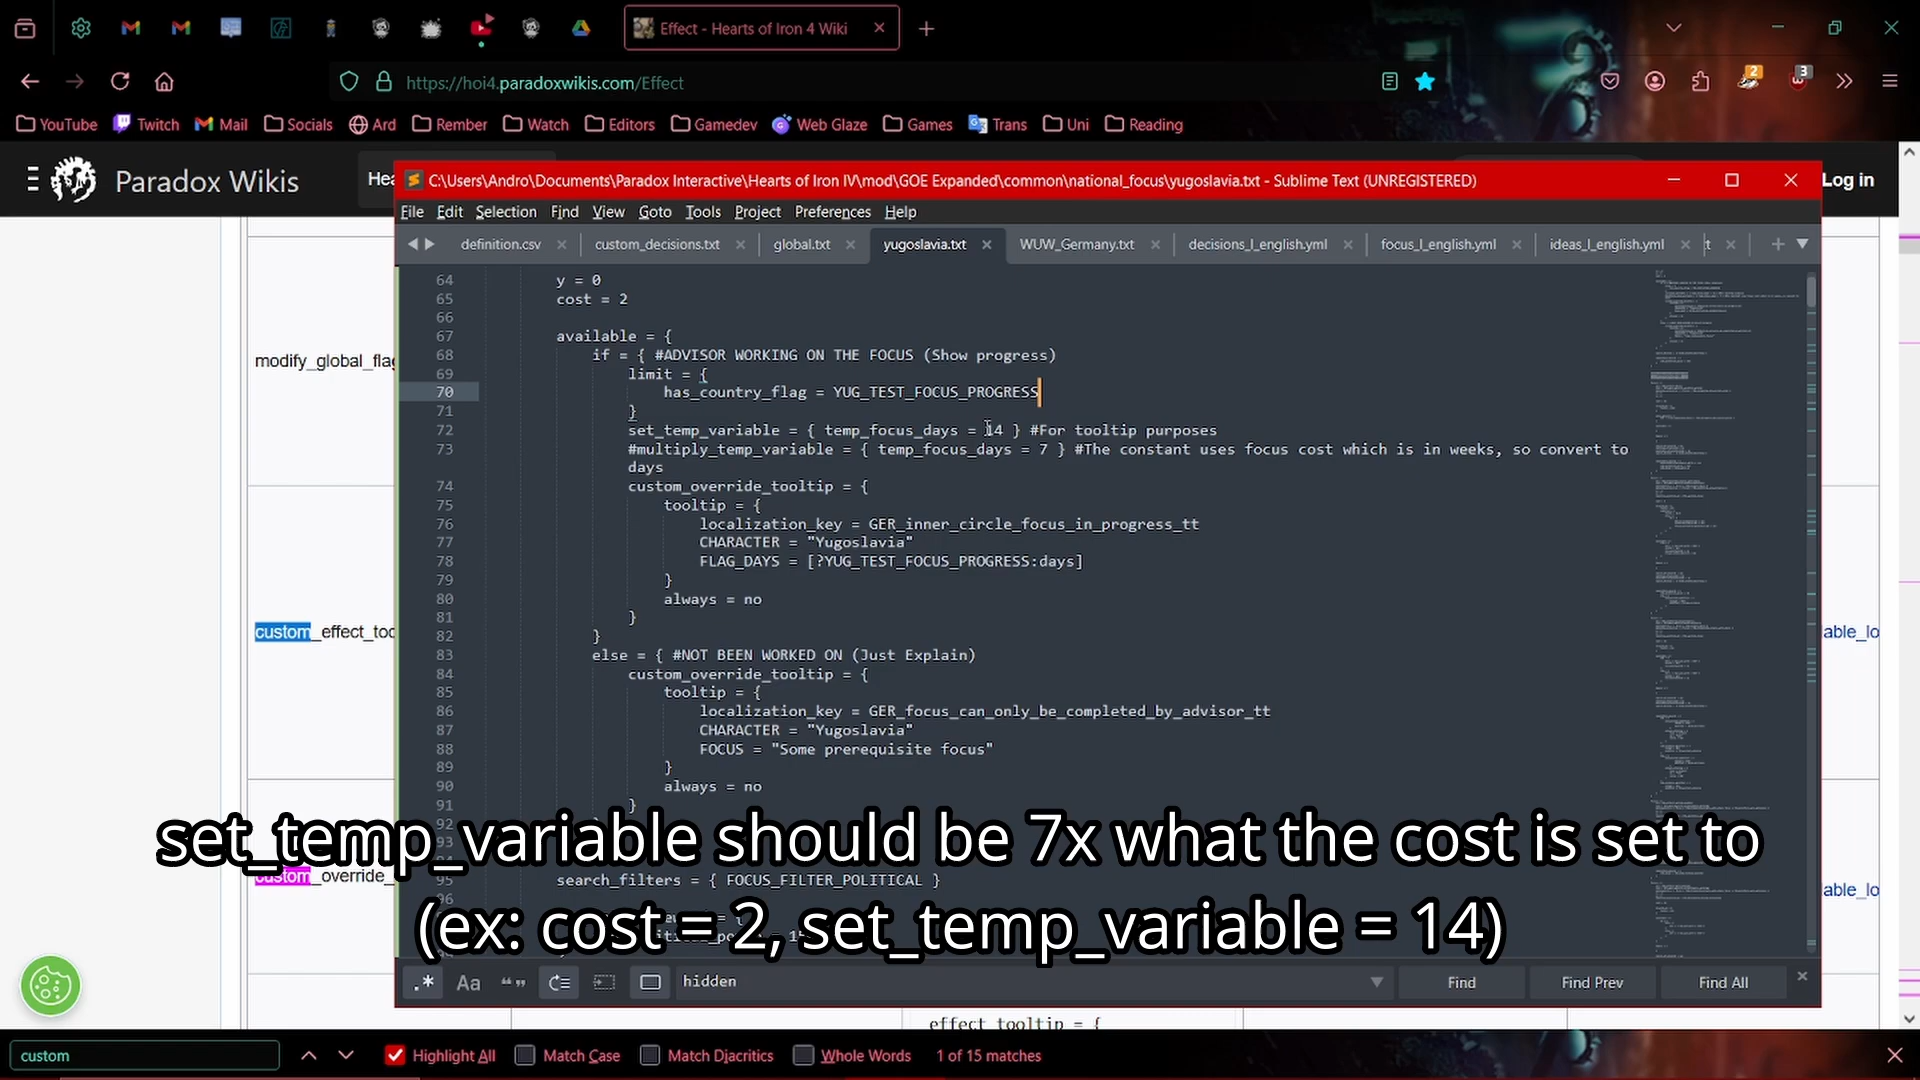 Effect - Hearts of Iron 4 Wiki
https://hoi4.paradoxwikis.com/Effect
2
3
YouTube
Twitch
Mail
Socials
Ard
Rember
Watch
Editors
Gamedev
Web Glaze
Games
Trans
Uni
Reading
Paradox Wikis
Hea
Log in
C:\Users\Andro\Documents\Paradox Interactive\Hearts of Iron IV\mod\GOE Expanded\common\national_focus\yugoslavia.txt - Sublime Text (UNREGISTERED)
File Edit Selection Find View Goto Tools Project Preferences Help
definition.csv
custom_decisions.txt
global.txt
yugoslavia.txt
WUW_Germany.txt
decisions_l_english.yml
focus_l_english.yml
ideas_l_english.yml
t
64 y = 0
65 cost = 2
66
67 available = {
68 if = { #ADVISOR WORKING ON THE FOCUS (Show progress)
69 limit = {
70 has_country_flag = YUG_TEST_FOCUS_PROGRESS
71 }
72 set_temp_variable = { temp_focus_days = 14 } #For tooltip purposes
73 #multiply_temp_variable = { temp_focus_days = 7 } #The constant uses focus cost which is in weeks, so convert to
days
74 custom_override_tooltip = {
75 tooltip = {
76 localization_key = GER_inner_circle_focus_in_progress_tt
77 CHARACTER = "Yugoslavia"
78 FLAG_DAYS = [?YUG_TEST_FOCUS_PROGRESS:days]
79 }
80 always = no
81 }
82 }
83 else = { #NOT BEEN WORKED ON (Just Explain)
84 custom_override_tooltip = {
85 tooltip = {
86 localization_key = GER_focus_can_only_be_completed_by_advisor_tt
87 CHARACTER = "Yugoslavia"
88 FOCUS = "Some prerequisite focus"
89 }
90 always = no
91 }
92
93
95 search_filters = { FOCUS_FILTER_POLITICAL }
96
modify_global_flag
custom_effect_too
custom_override_
able_lo
able_lo
set_temp_variable should be 7x what the cost is set to
(ex: cost = 2, set_temp_variable = 14)
.* Aa “” hidden Find Find Prev Find All
effect_tooltip = {
custom
Highlight All
Match Case
Match Diacritics
Whole Words
1 of 15 matches